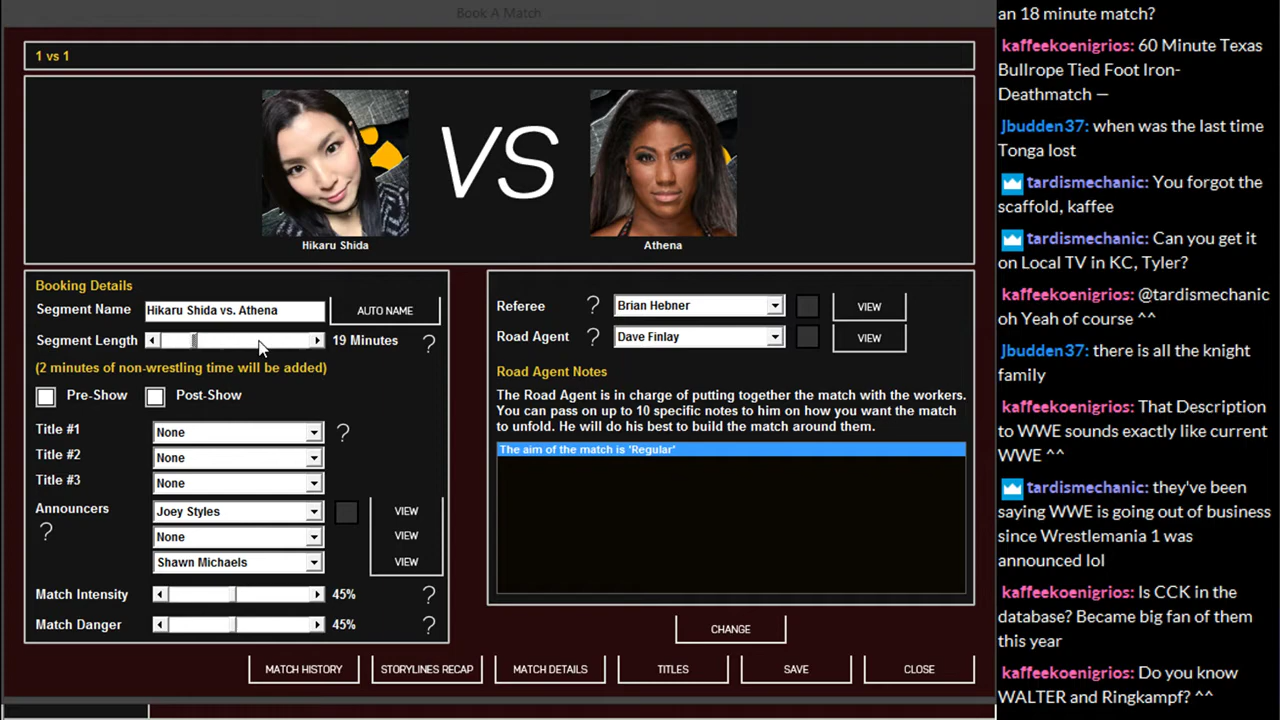 Book A Match
1 vs 1
VS
Hikaru Shida
Athena
Booking Details
Segment Name
Hikaru Shida vs. Athena
AUTO NAME
Segment Length
19 Minutes
?
(2 minutes of non-wrestling time will be added)
Pre-Show
Post-Show
Title #1
None
?
Title #2
None
Title #3
None
Announcers
Joey Styles
VIEW
?
None
VIEW
Shawn Michaels
VIEW
Match Intensity
45%
?
Match Danger
45%
?
Referee
?
Brian Hebner
VIEW
Road Agent
?
Dave Finlay
VIEW
Road Agent Notes
The Road Agent is in charge of putting together the match with the workers.
You can pass on up to 10 specific notes to him on how you want the match
to unfold. He will do his best to build the match around them.
The aim of the match is 'Regular'
CHANGE
MATCH HISTORY
STORYLINES RECAP
MATCH DETAILS
TITLES
SAVE
CLOSE
an 18 minute match?
kaffeekoenigrios: 60 Minute Texas
Bullrope Tied Foot Iron-
Deathmatch —
Jbudden37: when was the last time
Tonga lost
tardismechanic: You forgot the
scaffold, kaffee
tardismechanic: Can you get it
on Local TV in KC, Tyler?
kaffeekoenigrios: @tardismechanic
oh Yeah of course ^^
Jbudden37: there is all the knight
family
kaffeekoenigrios: That Description
to WWE sounds exactly like current
WWE ^^
tardismechanic: they've been
saying WWE is going out of business
since Wrestlemania 1 was
announced lol
kaffeekoenigrios: Is CCK in the
database? Became big fan of them
this year
kaffeekoenigrios: Do you know
WALTER and Ringkampf? ^^